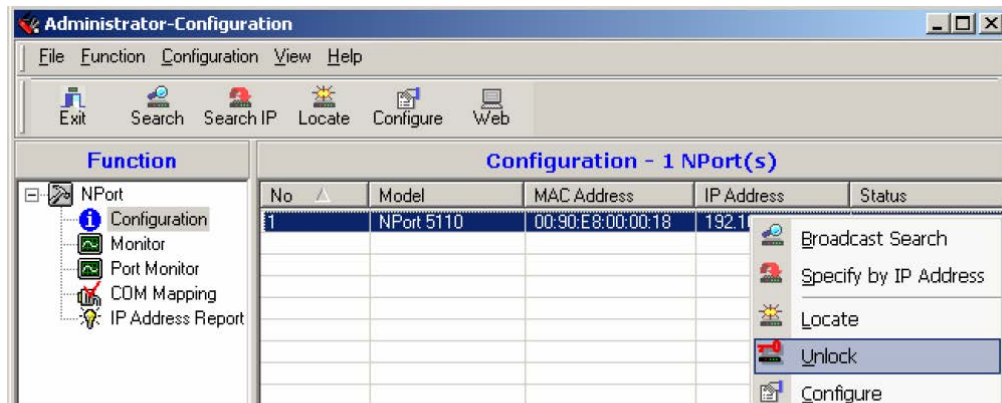 Administrator-Configuration
File Function Configuration View Help
Exit Search Search IP Locate Configure Web
Function
NPort
Configuration
Monitor
Port Monitor
COM Mapping
IP Address Report
Configuration - 1 NPort(s)
No Model MAC Address IP Address Status
1 NPort 5110 00:90:E8:00:00:18
Broadcast Search
Specify by IP Address
Locate
Unlock
Configure